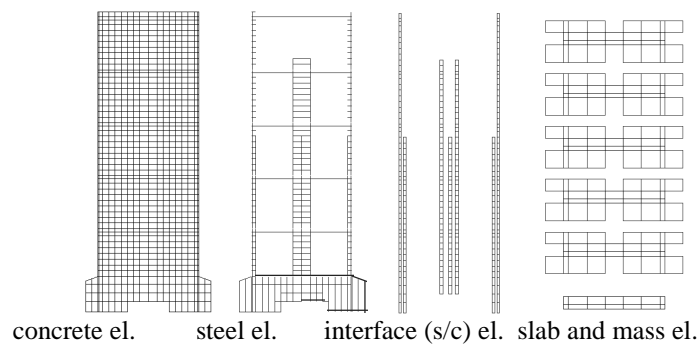 concrete el. steel el. interface (s/c) el. slab and mass el.